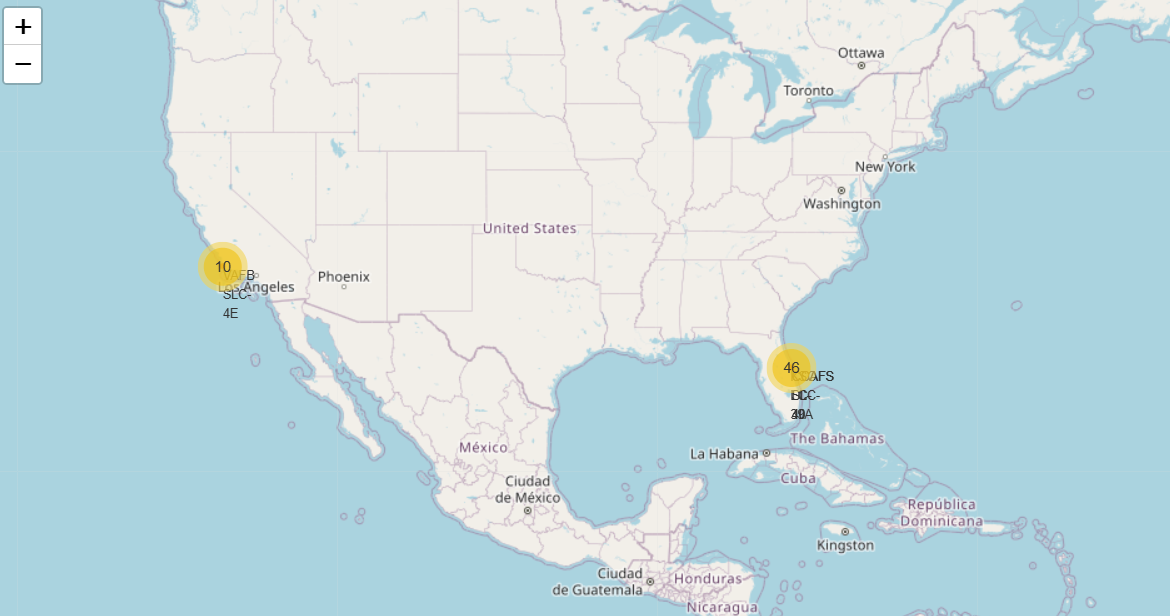 +
−
Ottawa
Toronto
New York
Washington
United States
10
VAFB
Phoenix
Los Angeles
SLC-
4E
46
The Bahamas
México
La Habana
Cuba
Ciudad
de México
República
Dominicana
Kingston
Ciudad
de Guatemala
Honduras
Nicaragua